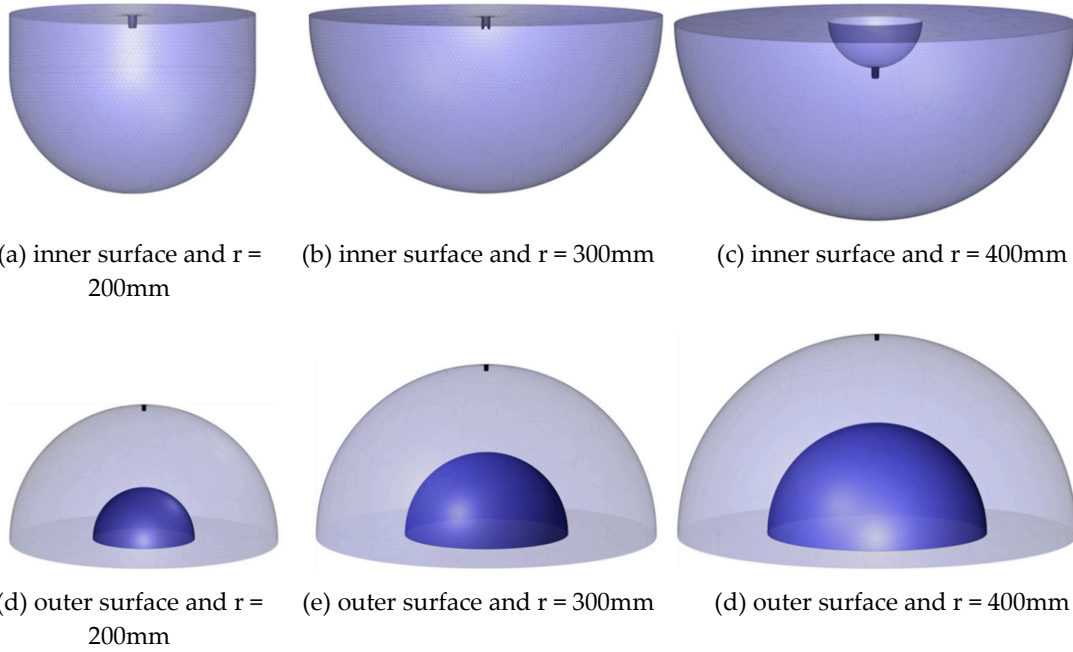 (a) inner surface and r =
200mm
(b) inner surface and r = 300mm
(c) inner surface and r = 400mm
(d) outer surface and r =
200mm
(e) outer surface and r = 300mm
(d) outer surface and r = 400mm